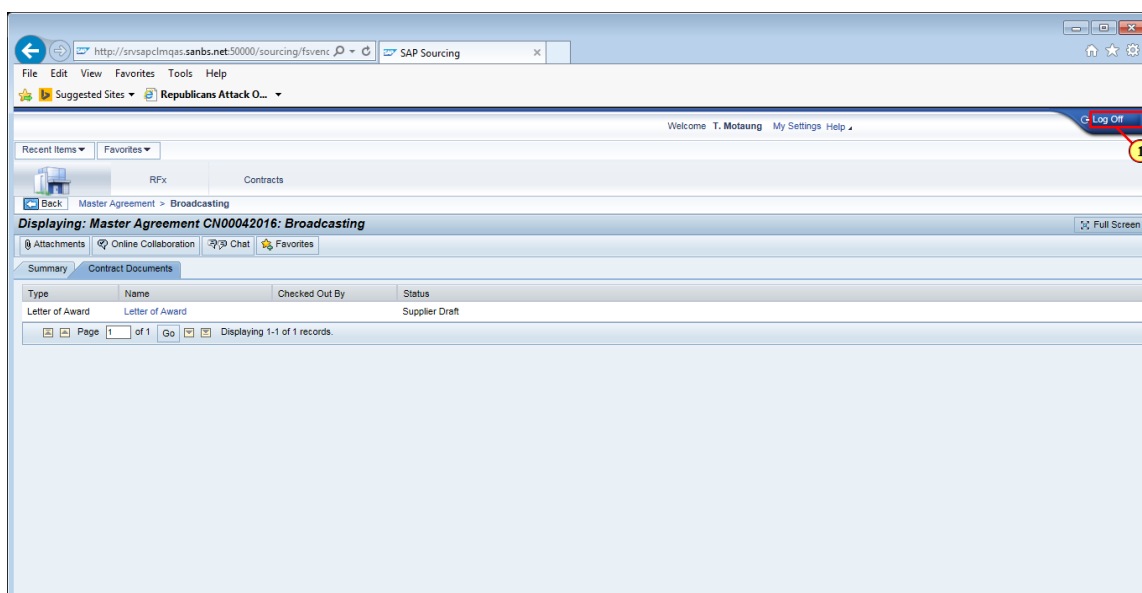 http://srvsapclmqas.sanbs.net:50000/sourcing/fsvenc
SAP Sourcing
File Edit View Favorites Tools Help
Suggested Sites Republicans Attack O...
Welcome T. Motaung My Settings Help
Log Off
1
Recent Items Favorites
RFx Contracts
Back Master Agreement > Broadcasting
Displaying: Master Agreement CN00042016: Broadcasting
Full Screen
Attachments Online Collaboration Chat Favorites
Summary Contract Documents
Type Name Checked Out By Status
Letter of Award Letter of Award Supplier Draft
Page 1 of 1 Go Displaying 1-1 of 1 records.